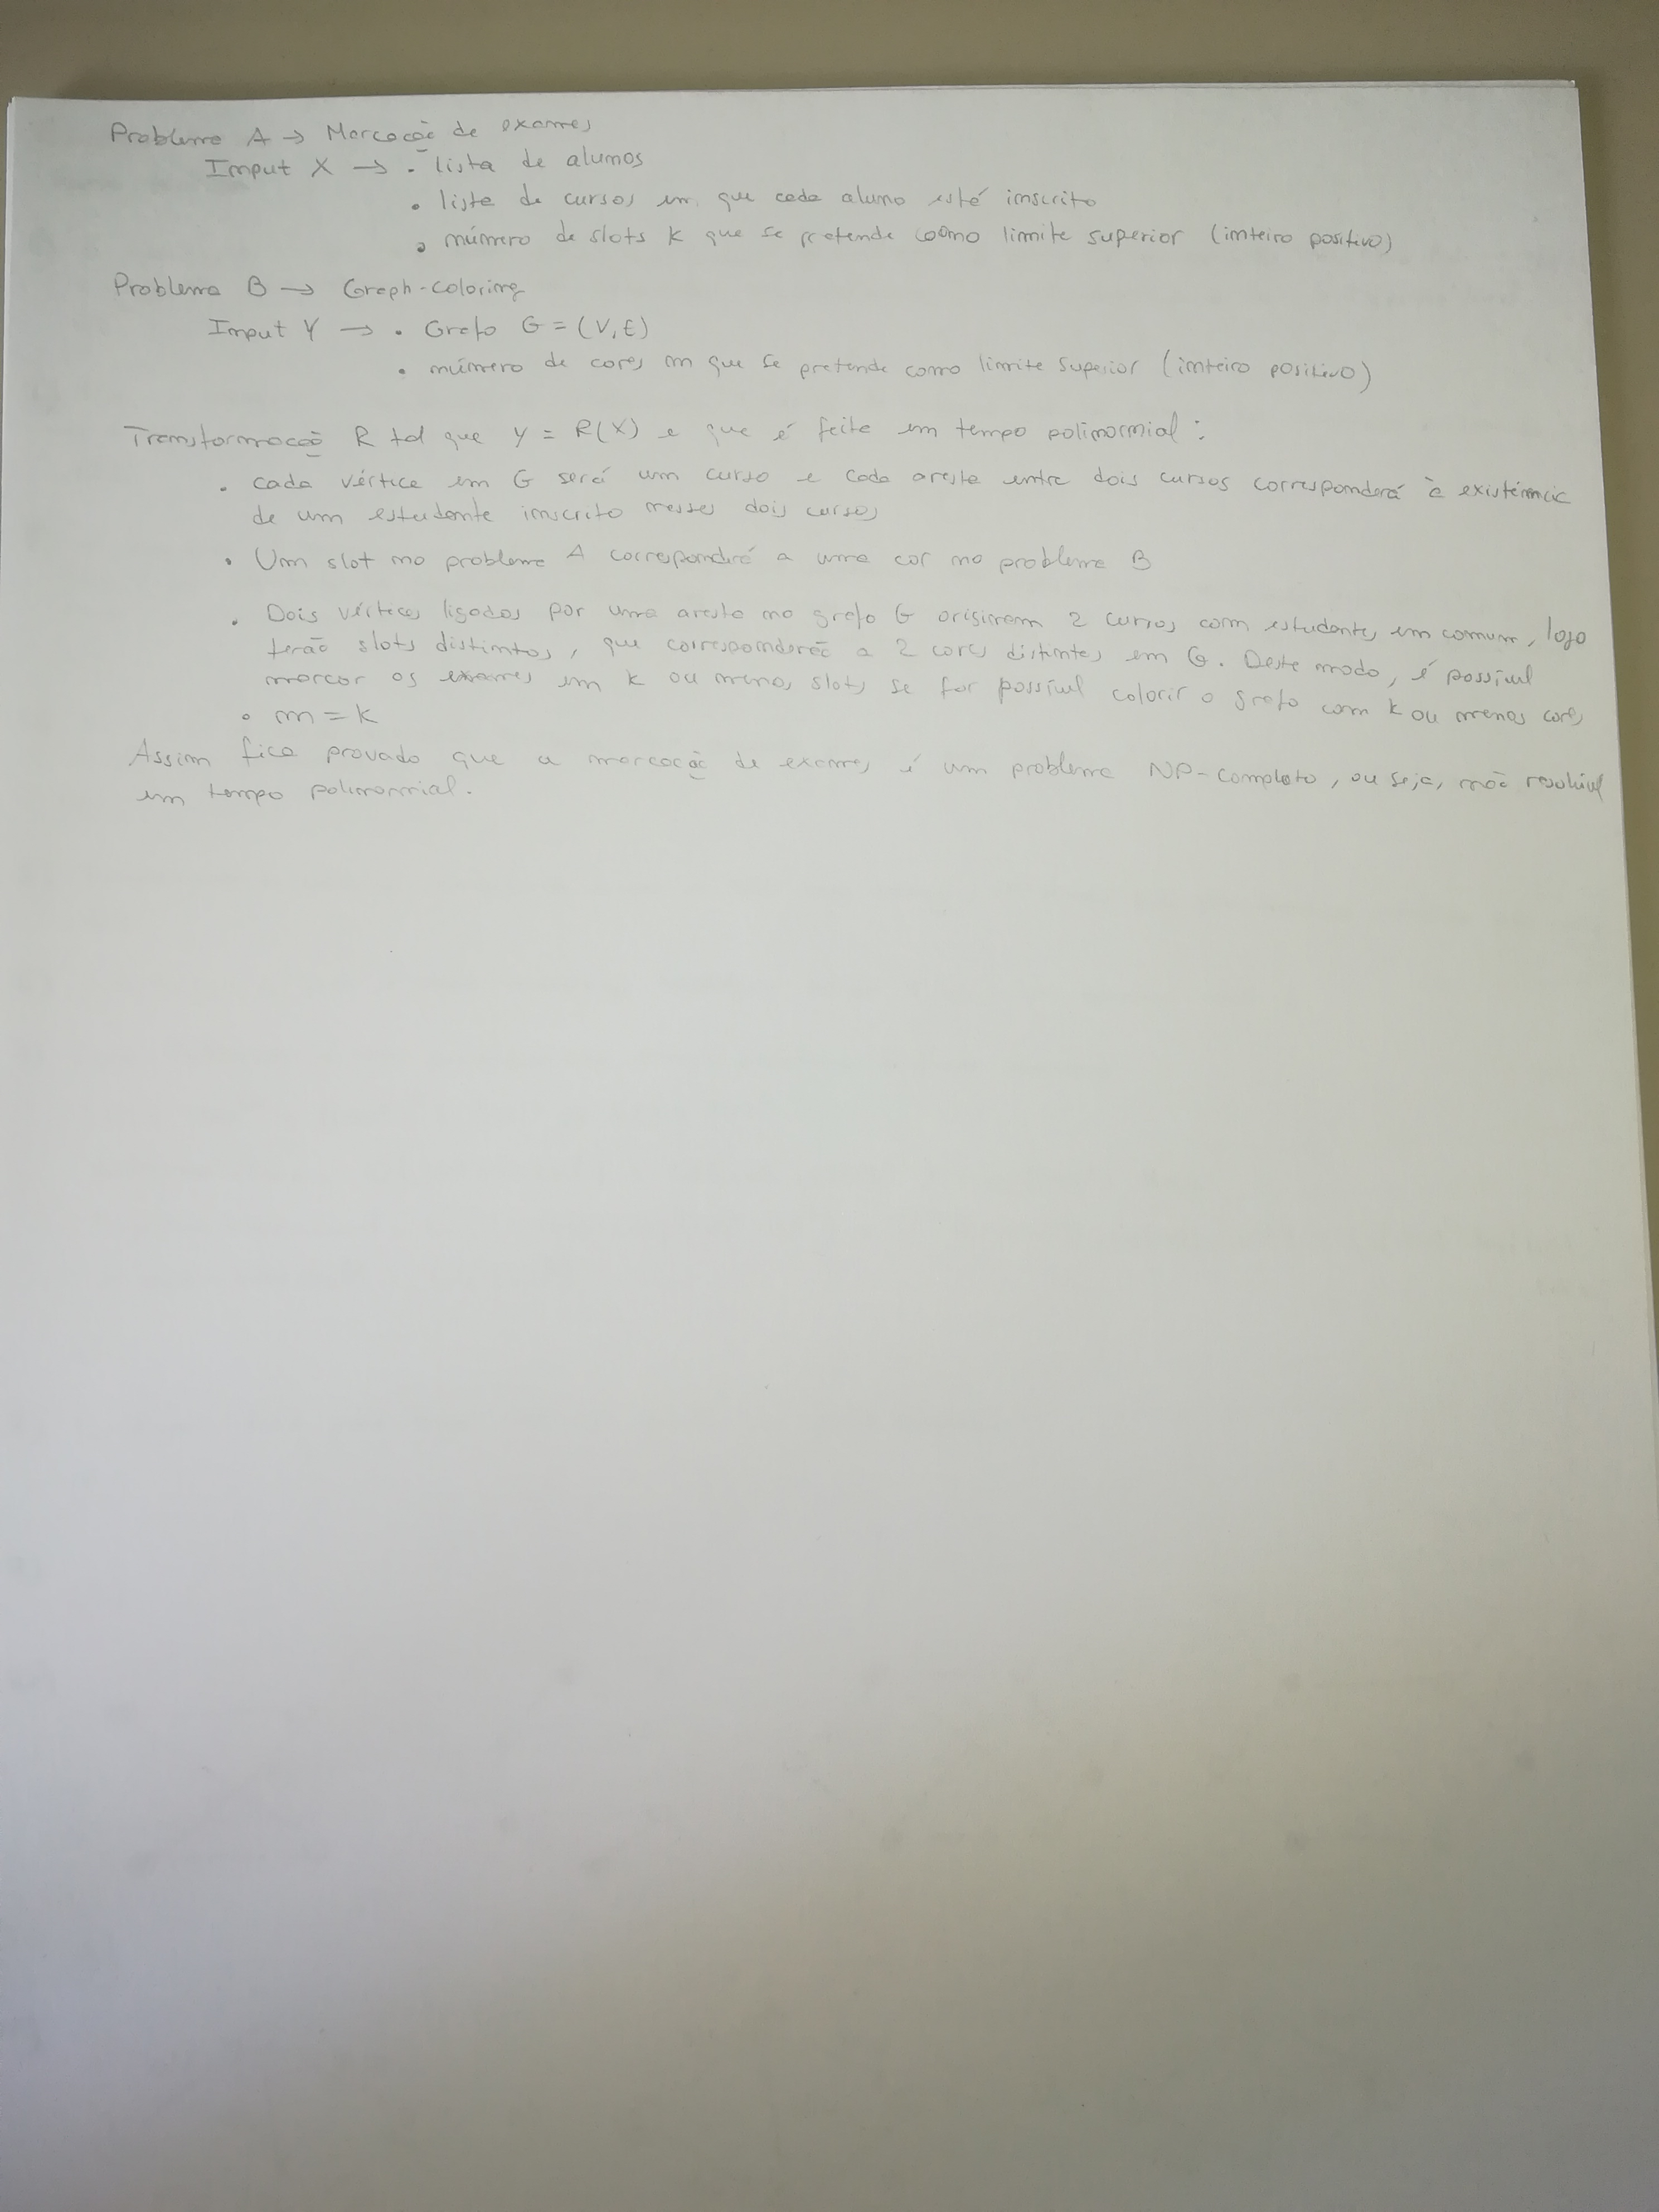 Problema A → Marcação de exames
Input X → • lista de alunos
• lista de cursos em que cada aluno está inscrito
• número de slots K que se pretende como limite superior (inteiro positivo)
Problema B → Graph-coloring
Input Y → • Grafo G = (V, E)
• número de cores m que se pretende como limite superior (inteiro positivo)
Transformação R tal que Y = R(X) e que é feita em tempo polinormial:
• cada vértice em G será um curso e cada aresta entre dois cursos corresponderá à existência
de um estudante inscrito nesses dois cursos
• Um slot no problema A corresponderá a uma cor no problema B
• Dois vértices ligados por uma aresta no grafo G originam 2 cursos com estudantes em comum, logo
terão slots distintos, que corresponderão a 2 cores distintas em G. Deste modo, é possível
marcar os exames em K ou menos slots se for possível colorir o grafo com K ou menos cores
• m = K
Assim fica provado que a marcação de exames é um problema NP-completo, ou seja, não resolúvel
em tempo polinormial.